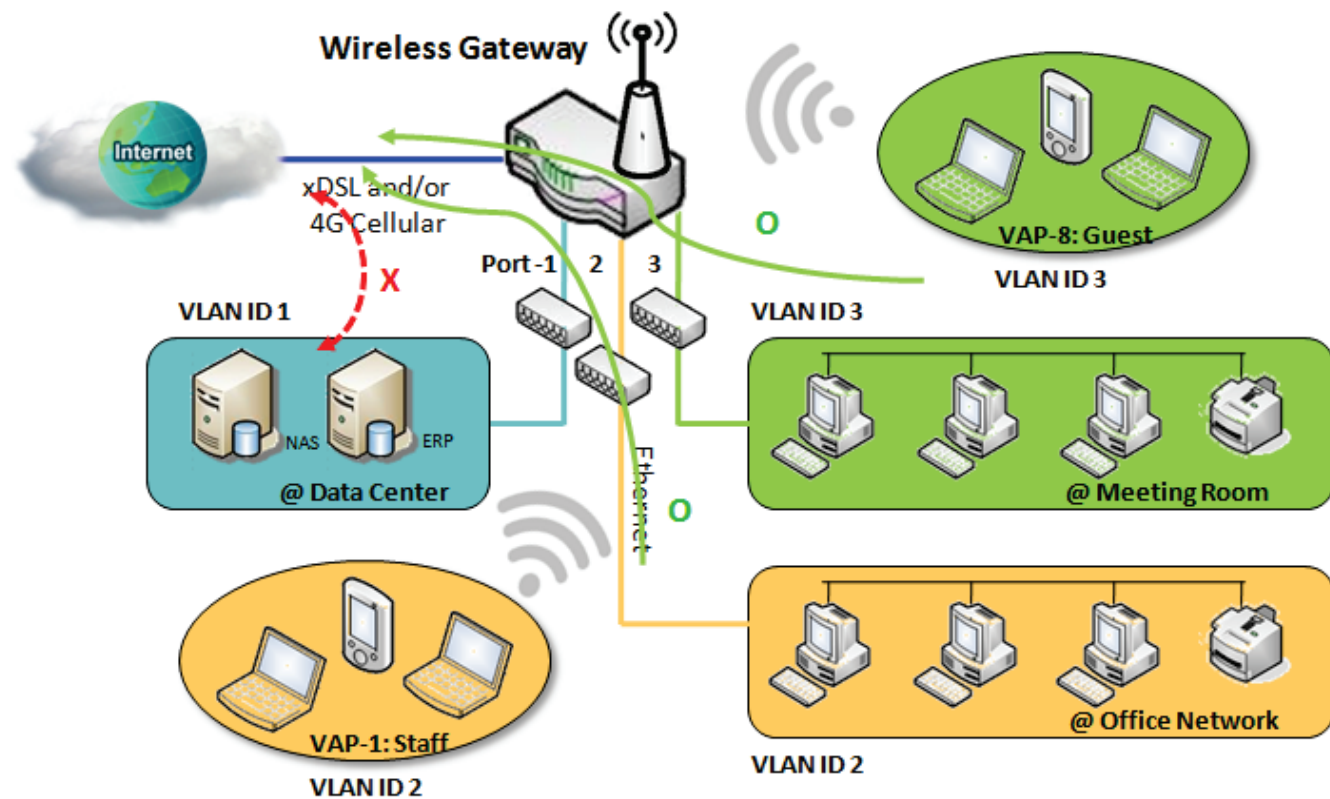 Wireless Gateway
Internet
xDSL and/or
4G Cellular
O
VAP-8: Guest
VLAN ID 3
Port -1
2
3
X
VLAN ID 1
VLAN ID 3
NAS
ERP
@ Data Center
Ethernet
O
@ Meeting Room
VAP-1: Staff
VLAN ID 2
@ Office Network
VLAN ID 2